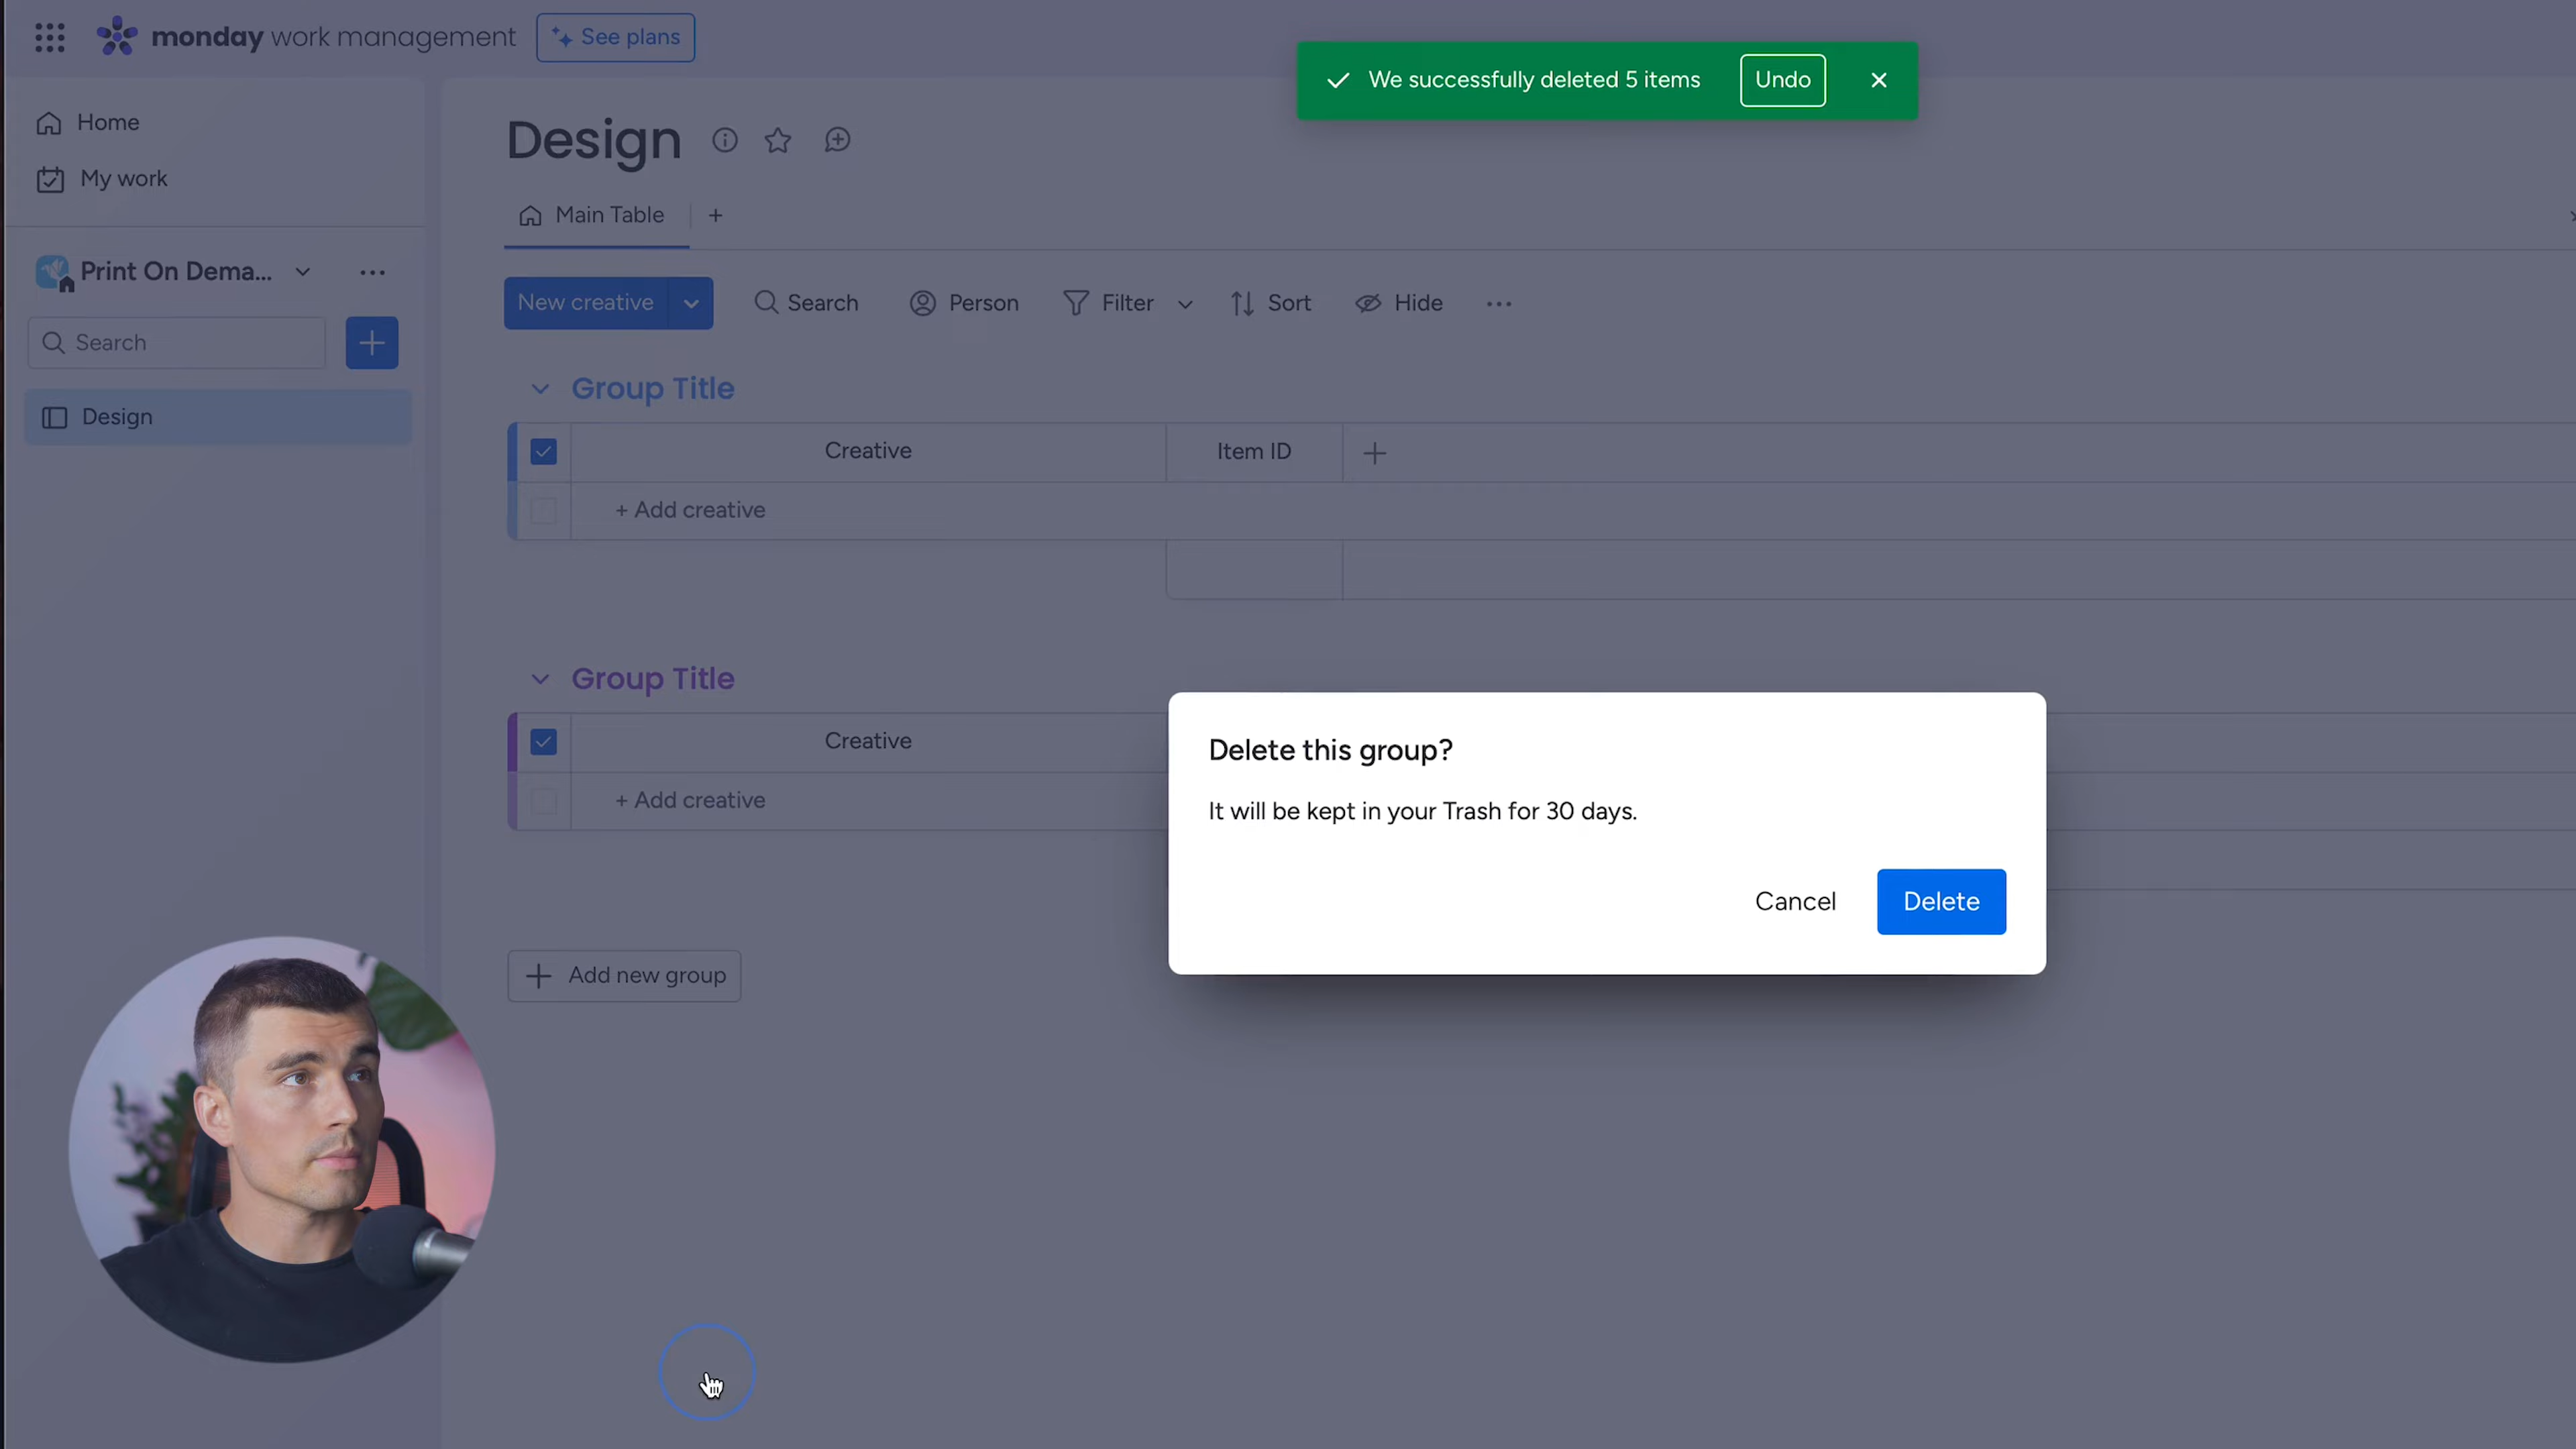 monday work management
See plans
We successfully deleted 5 items
Undo
Home
My work
Design
Main Table
Print On Dema...
New creative
Search
Person
Filter
Sort
Hide
Search
Design
Group Title
Creative
Item ID
+ Add creative
Group Title
Creative
+ Add creative
Delete this group?
It will be kept in your Trash for 30 days.
Cancel
Delete
Add new group